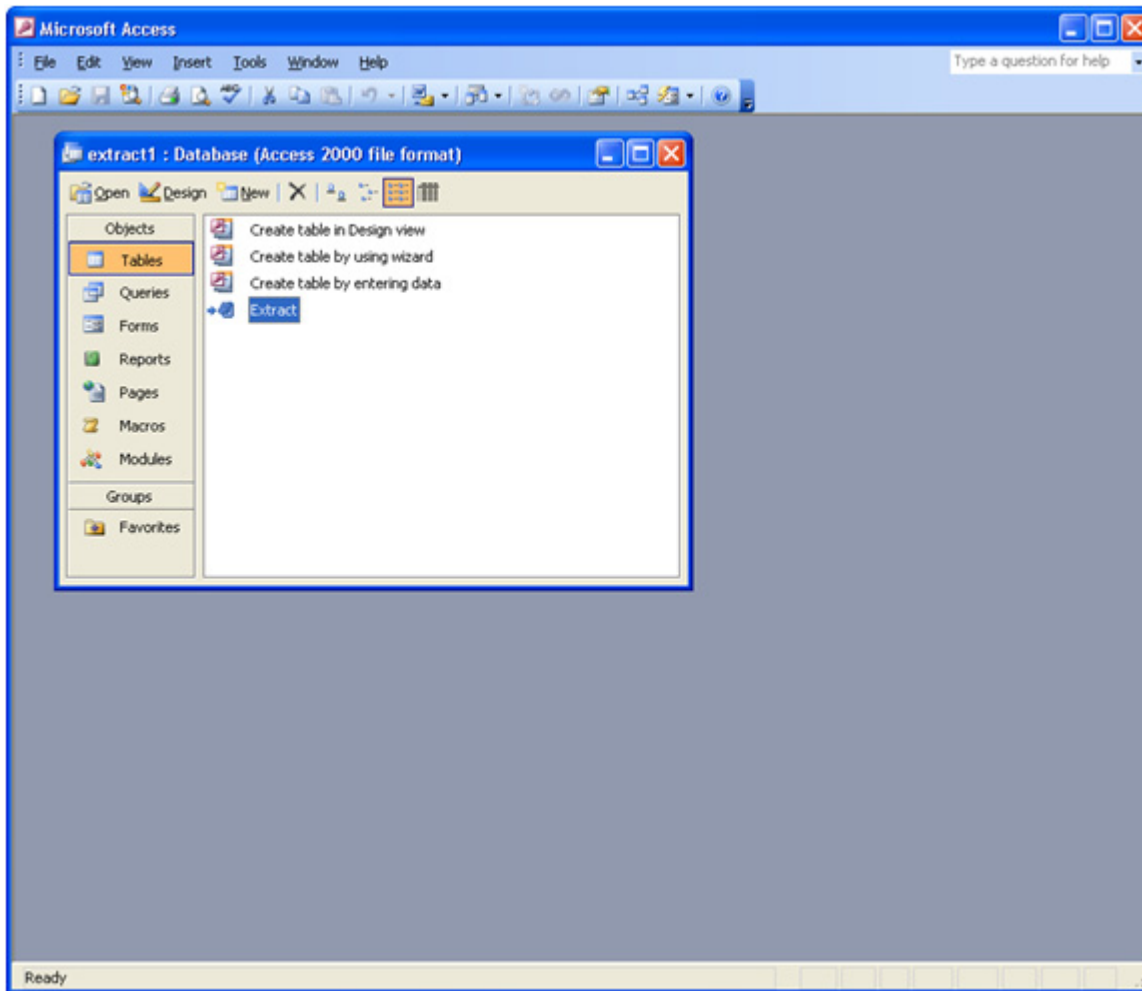 Microsoft Access
File Edit View Insert Tools Window Help
Type a question for help
extract1 : Database (Access 2000 file format)
Open Design New
Objects
Tables
Queries
Forms
Reports
Pages
Macros
Modules
Groups
Favorites
Create table in Design view
Create table by using wizard
Create table by entering data
Extract
Ready